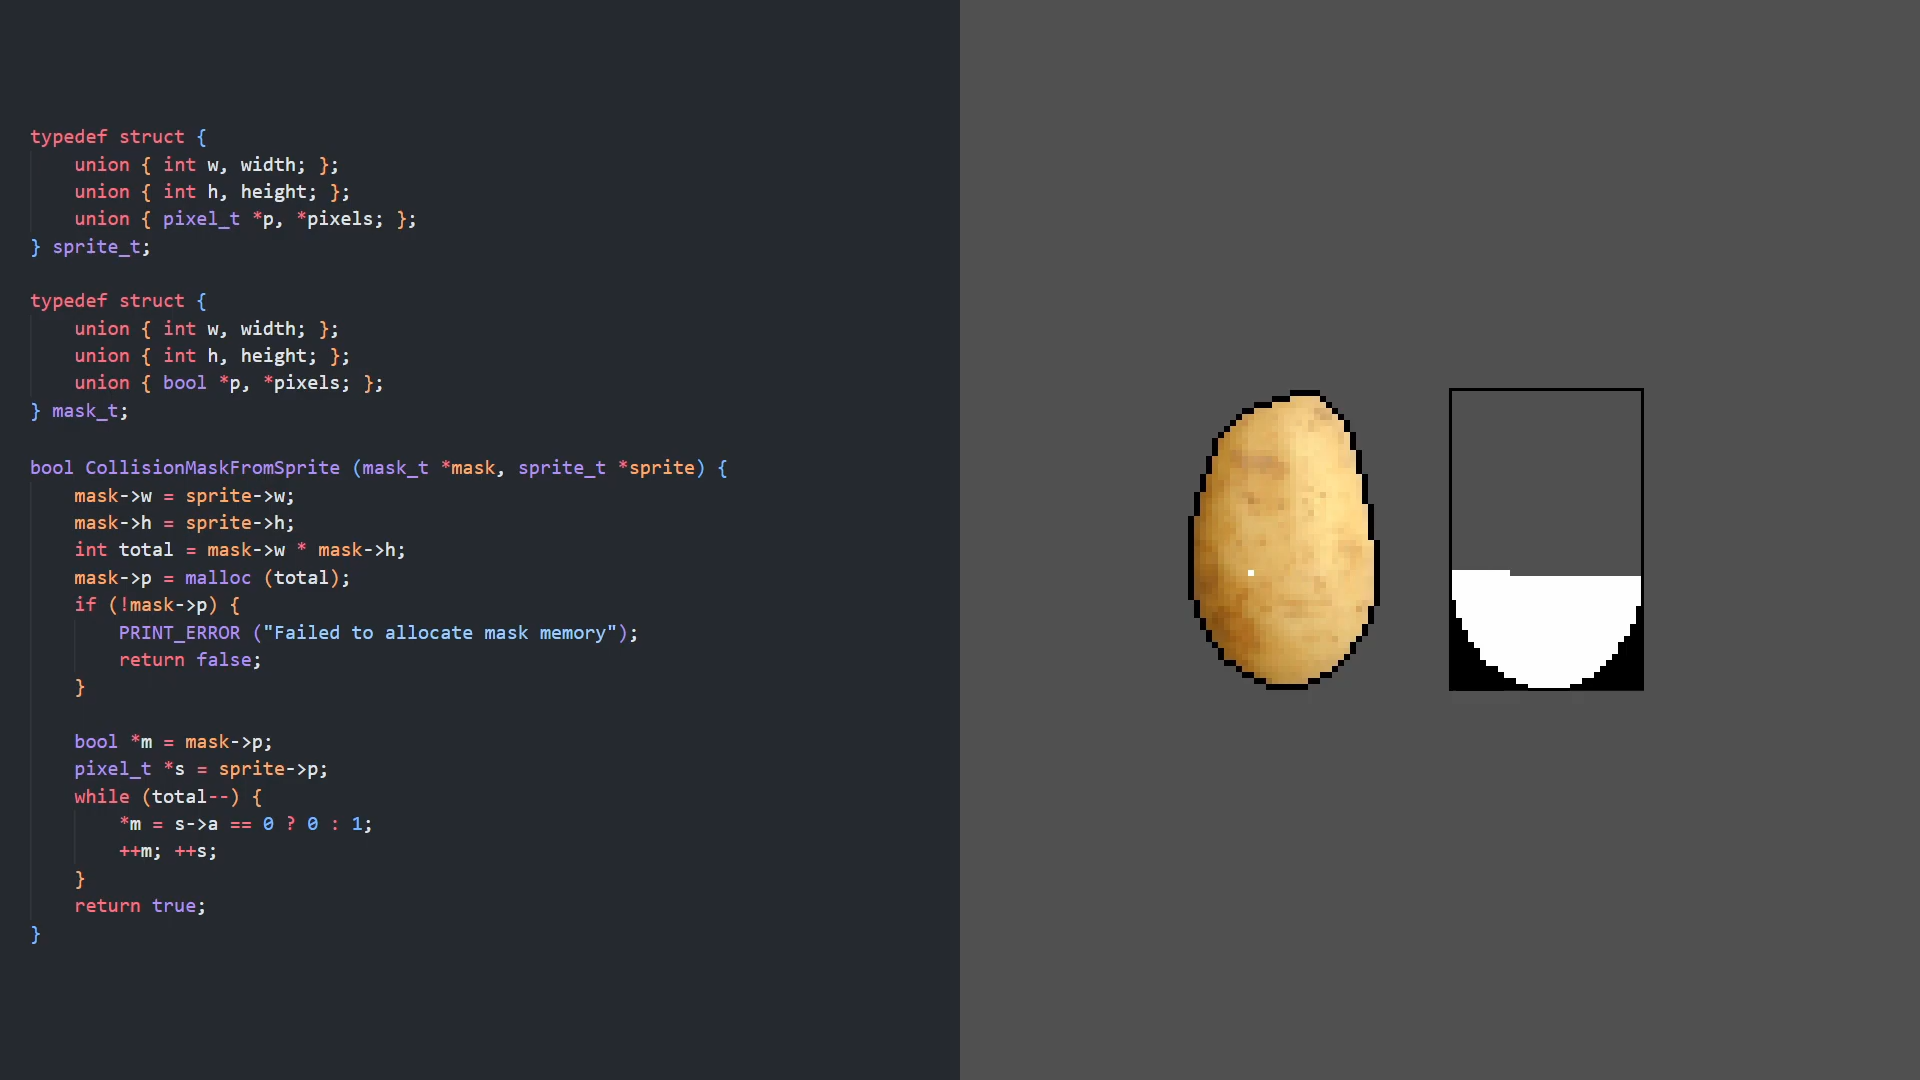 typedef struct {
    union { int w, width; };
    union { int h, height; };
    union { pixel_t *p, *pixels; };
} sprite_t;
typedef struct {
    union { int w, width; };
    union { int h, height; };
    union { bool *p, *pixels; };
} mask_t;
bool CollisionMaskFromSprite (mask_t *mask, sprite_t *sprite) {
    mask->w = sprite->w;
    mask->h = sprite->h;
    int total = mask->w * mask->h;
    mask->p = malloc (total);
    if (!mask->p) {
        PRINT_ERROR ("Failed to allocate mask memory");
        return false;
    }
    bool *m = mask->p;
    pixel_t *s = sprite->p;
    while (total--) {
        *m = s->a == 0 ? 0 : 1;
        ++m; ++s;
    }
    return true;
}